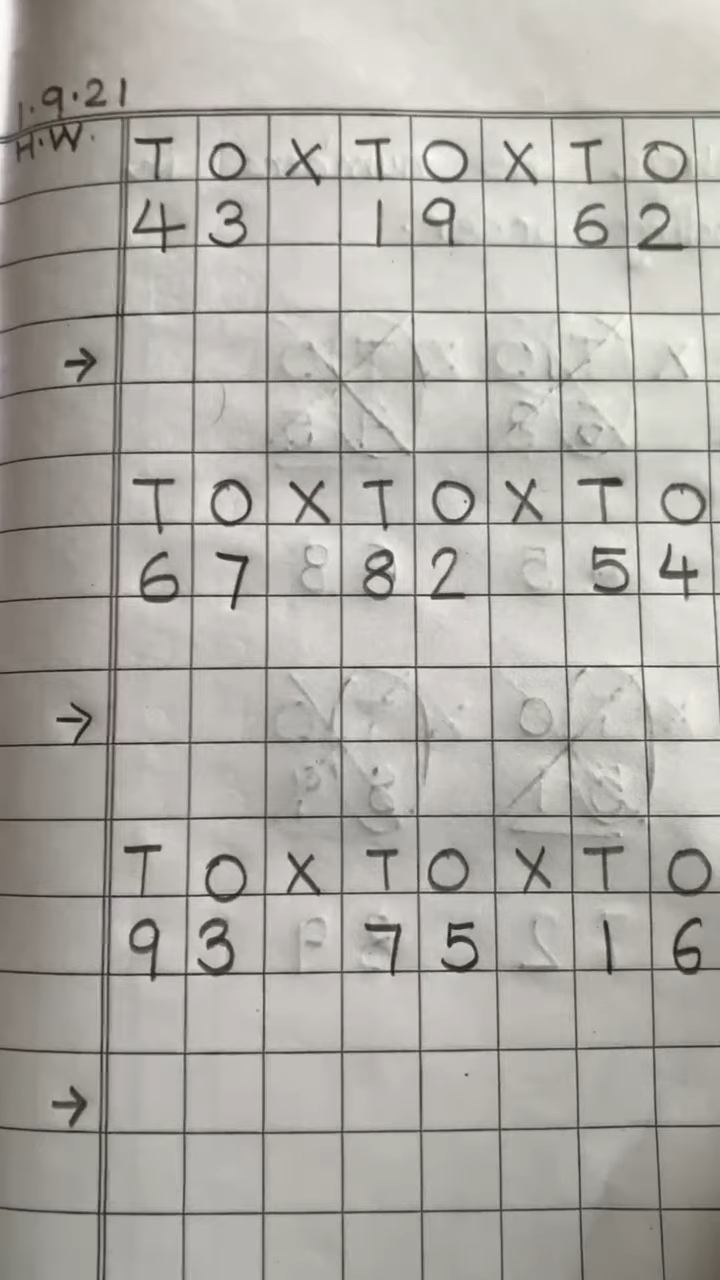 1.9.21
H.W.
T O X T O X T O
4 3 1 9 6 2
→
T O X T O X T O
6 7 8 2 5 4
→
T O X T O X T O
9 3 7 5 1 6
→